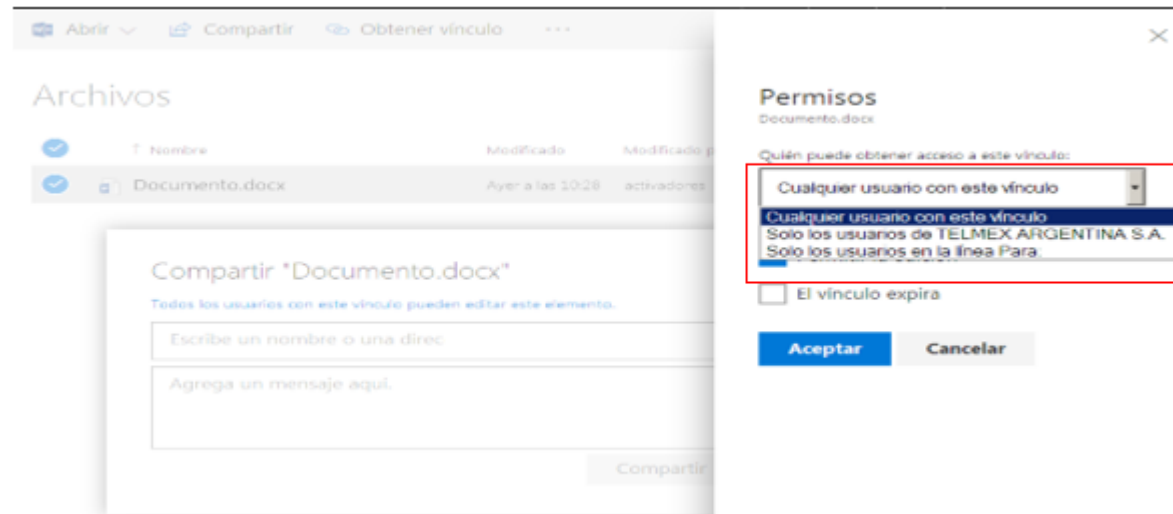 Abrir Compartir Obtener vínculo ...
Archivos
↑ Nombre Modificado Modificado p
Documento.docx Ayer a las 10:28 activadores
Compartir "Documento.docx"
Todos los usuarios con este vínculo pueden editar este elemento.
Escribe un nombre o una direc
Agrega un mensaje aquí.
Compartir
Permisos
Documento.docx
Quién puede obtener acceso a este vínculo:
Cualquier usuario con este vínculo
Cualquier usuario con este vínculo
Solo los usuarios de TELMEX ARGENTINA S.A.
Solo los usuarios en la línea Para:
El vínculo expira
Aceptar Cancelar